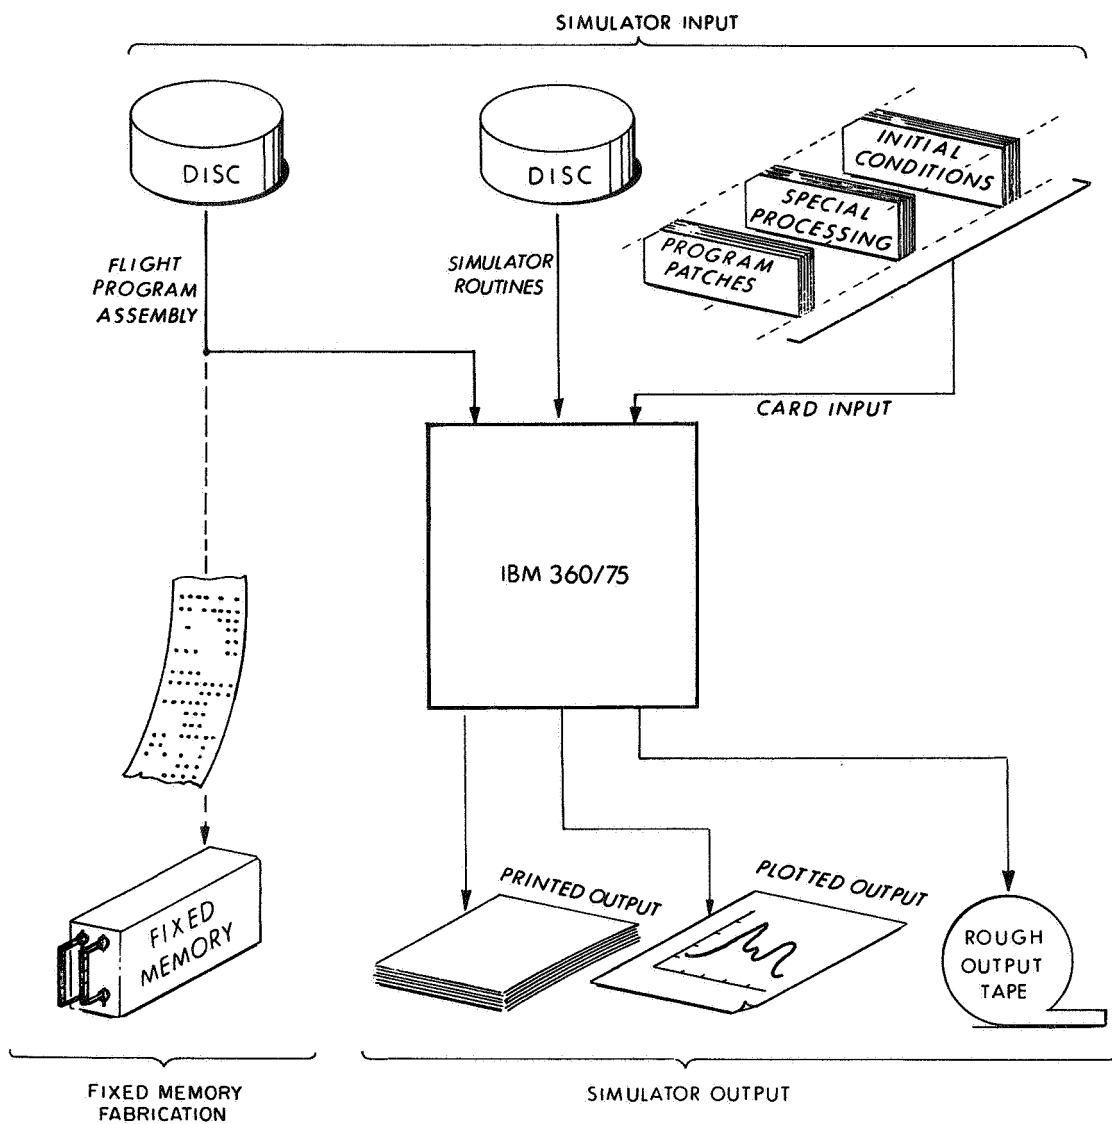 SIMULATOR INPUT
DISC
DISC
INITIAL
CONDITIONS
SPECIAL
PROCESSING
PROGRAM
PATCHES
FLIGHT
PROGRAM
ASSEMBLY
SIMULATOR
ROUTINES
CARD INPUT
IBM 360/75
FIXED
MEMORY
PRINTED OUTPUT
PLOTTED OUTPUT
ROUGH
OUTPUT
TAPE
FIXED MEMORY
FABRICATION
SIMULATOR OUTPUT